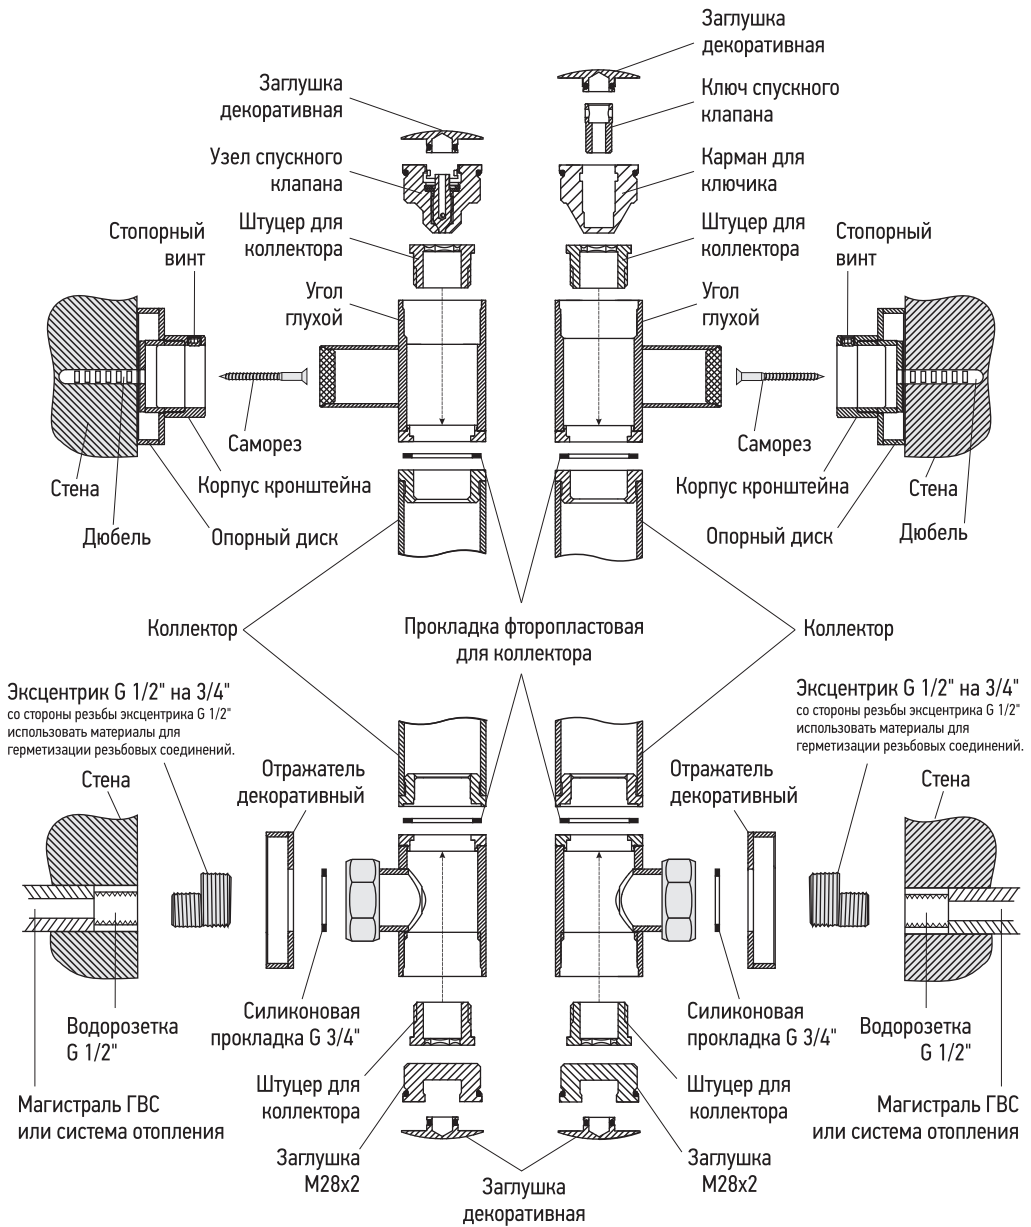 Заглушка
декоративная
Ключ спускного
клапана
Заглушка
декоративная
Узел спускного
клапана
Карман для
ключика
Штуцер для
коллектора
Штуцер для
коллектора
Стопорный
винт
Стопорный
винт
Угол
глухой
Угол
глухой
Саморез
Саморез
Стена
Корпус кронштейна
Корпус кронштейна
Стена
Дюбель
Опорный диск
Опорный диск
Дюбель
Коллектор
Прокладка фторопластовая
для коллектора
Коллектор
Эксцентрик G 1/2" на 3/4"
со стороны резьбы эксцентрика G 1/2"
использовать материалы для
герметизации резьбовых соединений.
Эксцентрик G 1/2" на 3/4"
со стороны резьбы эксцентрика G 1/2"
использовать материалы для
герметизации резьбовых соединений.
Стена
Отражатель
декоративный
Отражатель
декоративный
Стена
Водорозетка
G 1/2"
Силиконовая
прокладка G 3/4"
Силиконовая
прокладка G 3/4"
Водорозетка
G 1/2"
Штуцер для
коллектора
Штуцер для
коллектора
Магистраль ГВС
или система отопления
Магистраль ГВС
или система отопления
Заглушка
М28х2
Заглушка
М28х2
Заглушка
декоративная